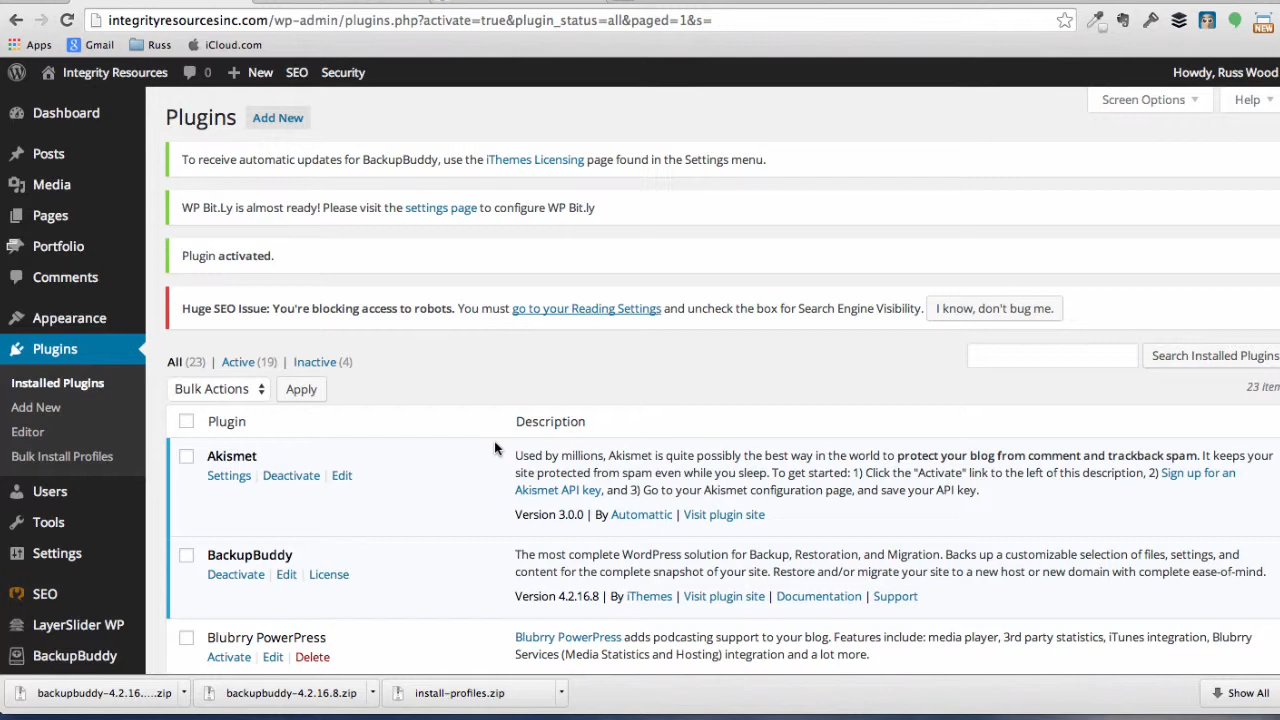 integrityresourcesinc.com/wp-admin/plugins.php?activate=true&plugin_status=all&paged=1&s=
NEW
Apps Gmail Russ iCloud.com
Integrity Resources 0 New SEO Security Howdy, Russ Wood
Screen Options Help
Dashboard
Posts
Media
Pages
Portfolio
Comments
Appearance
Plugins
Installed Plugins
Add New
Editor
Bulk Install Profiles
Users
Tools
Settings
SEO
LayerSlider WP
BackupBuddy
Plugins Add New
To receive automatic updates for BackupBuddy, use the iThemes Licensing page found in the Settings menu.
WP Bit.Ly is almost ready! Please visit the settings page to configure WP Bit.ly
Plugin activated.
Huge SEO Issue: You're blocking access to robots. You must go to your Reading Settings and uncheck the box for Search Engine Visibility. I know, don't bug me.
All (23) | Active (19) | Inactive (4)
Search Installed Plugins
Bulk Actions Apply
23 item
Plugin Description
Akismet
Settings Deactivate Edit
Used by millions, Akismet is quite possibly the best way in the world to protect your blog from comment and trackback spam. It keeps your
site protected from spam even while you sleep. To get started: 1) Click the "Activate" link to the left of this description, 2) Sign up for an
Akismet API key, and 3) Go to your Akismet configuration page, and save your API key.
Version 3.0.0 | By Automattic | Visit plugin site
BackupBuddy
Deactivate Edit License
The most complete WordPress solution for Backup, Restoration, and Migration. Backs up a customizable selection of files, settings, and
content for the complete snapshot of your site. Restore and/or migrate your site to a new host or new domain with complete ease-of-mind.
Version 4.2.16.8 | By iThemes | Visit plugin site | Documentation | Support
Blubrry PowerPress
Activate Edit Delete
Blubrry PowerPress adds podcasting support to your blog. Features include: media player, 3rd party statistics, iTunes integration, Blubrry
Services (Media Statistics and Hosting) integration and a lot more.
backupbuddy-4.2.16....zip backupbuddy-4.2.16.8.zip install-profiles.zip Show All